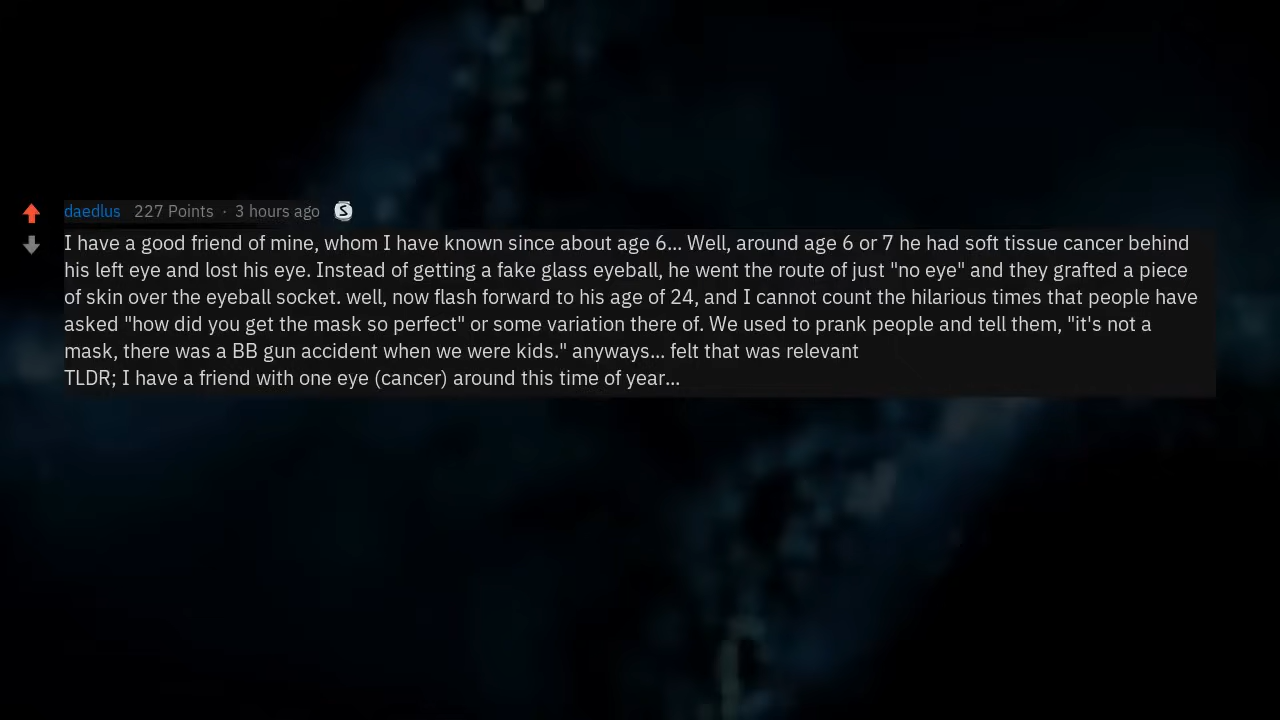 daedlus 227 Points · 3 hours ago S
I have a good friend of mine, whom I have known since about age 6... Well, around age 6 or 7 he had soft tissue cancer behind
his left eye and lost his eye. Instead of getting a fake glass eyeball, he went the route of just "no eye" and they grafted a piece
of skin over the eyeball socket. well, now flash forward to his age of 24, and I cannot count the hilarious times that people have
asked "how did you get the mask so perfect" or some variation there of. We used to prank people and tell them, "it's not a
mask, there was a BB gun accident when we were kids." anyways... felt that was relevant
TLDR; I have a friend with one eye (cancer) around this time of year...